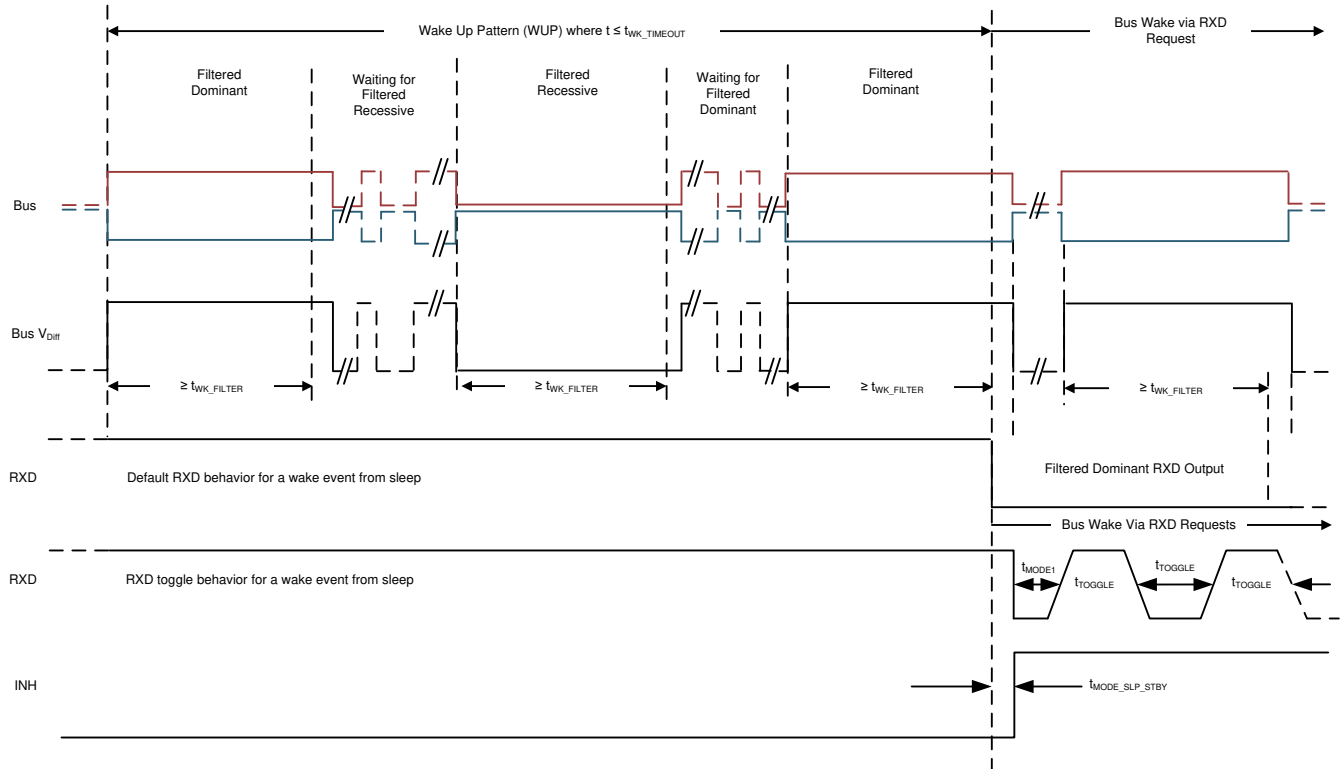 Wake Up Pattern (WUP) where t ≤ tWK_TIMEOUT
Bus Wake via RXD
Request
Filtered
Dominant
Waiting for
Filtered
Recessive
Filtered
Recessive
Waiting for
Filtered
Dominant
Filtered
Dominant
Bus
Bus VDiff
≥ tWK_FILTER
≥ tWK_FILTER
≥ tWK_FILTER
≥ tWK_FILTER
RXD
Default RXD behavior for a wake event from sleep
Filtered Dominant RXD Output
Bus Wake Via RXD Requests
RXD
RXD toggle behavior for a wake event from sleep
tMODE1
tTOGGLE
tTOGGLE
tTOGGLE
INH
tMODE_SLP_STBY